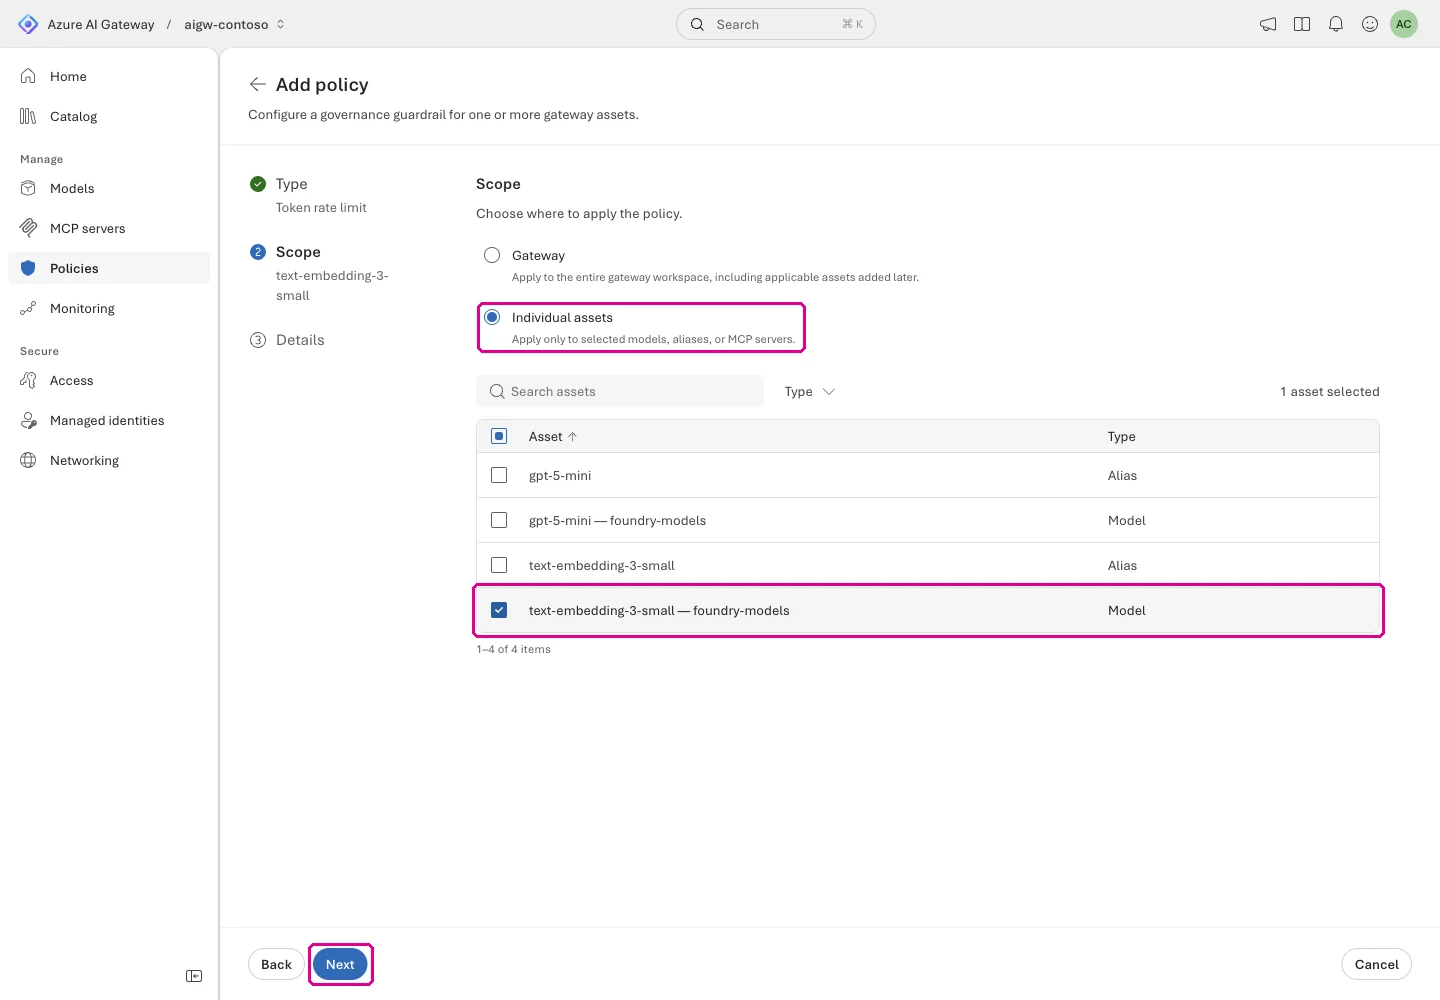 Azure AI Gateway / aigw-contoso
Search ⌘ K
AC
Home
Catalog
Manage
Models
MCP servers
Policies
Monitoring
Secure
Access
Managed identities
Networking
Add policy
Configure a governance guardrail for one or more gateway assets.
Type
Token rate limit
2 Scope
text-embedding-3-
small
3 Details
Scope
Choose where to apply the policy.
Gateway
Apply to the entire gateway workspace, including applicable assets added later.
Individual assets
Apply only to selected models, aliases, or MCP servers.
Search assets
Type
1 asset selected
Asset ↑ Type
gpt-5-mini Alias
gpt-5-mini — foundry-models Model
text-embedding-3-small Alias
text-embedding-3-small — foundry-models Model
1–4 of 4 items
Back
Next
Cancel